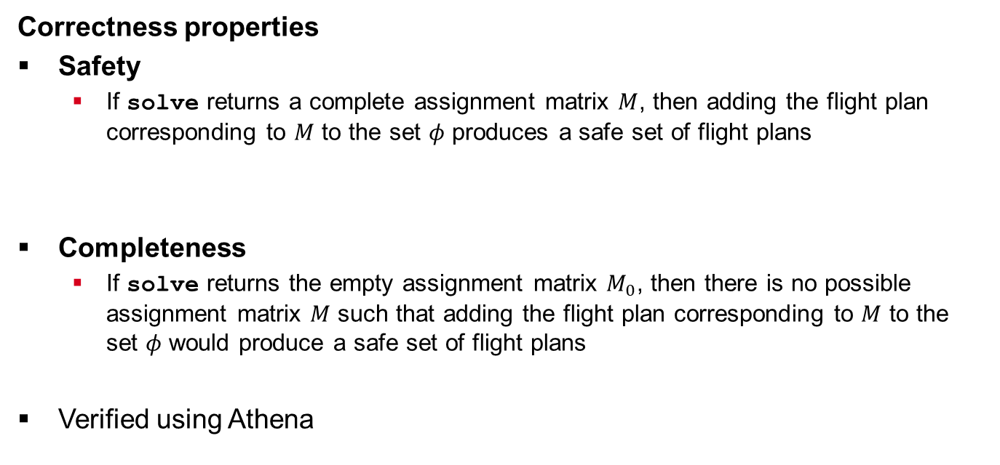 Correctness properties
▪ Safety
▪ If solve returns a complete assignment matrix M, then adding the flight plan
corresponding to M to the set ϕ produces a safe set of flight plans
▪ Completeness
▪ If solve returns the empty assignment matrix M₀, then there is no possible
assignment matrix M such that adding the flight plan corresponding to M to the
set ϕ would produce a safe set of flight plans
▪ Verified using Athena